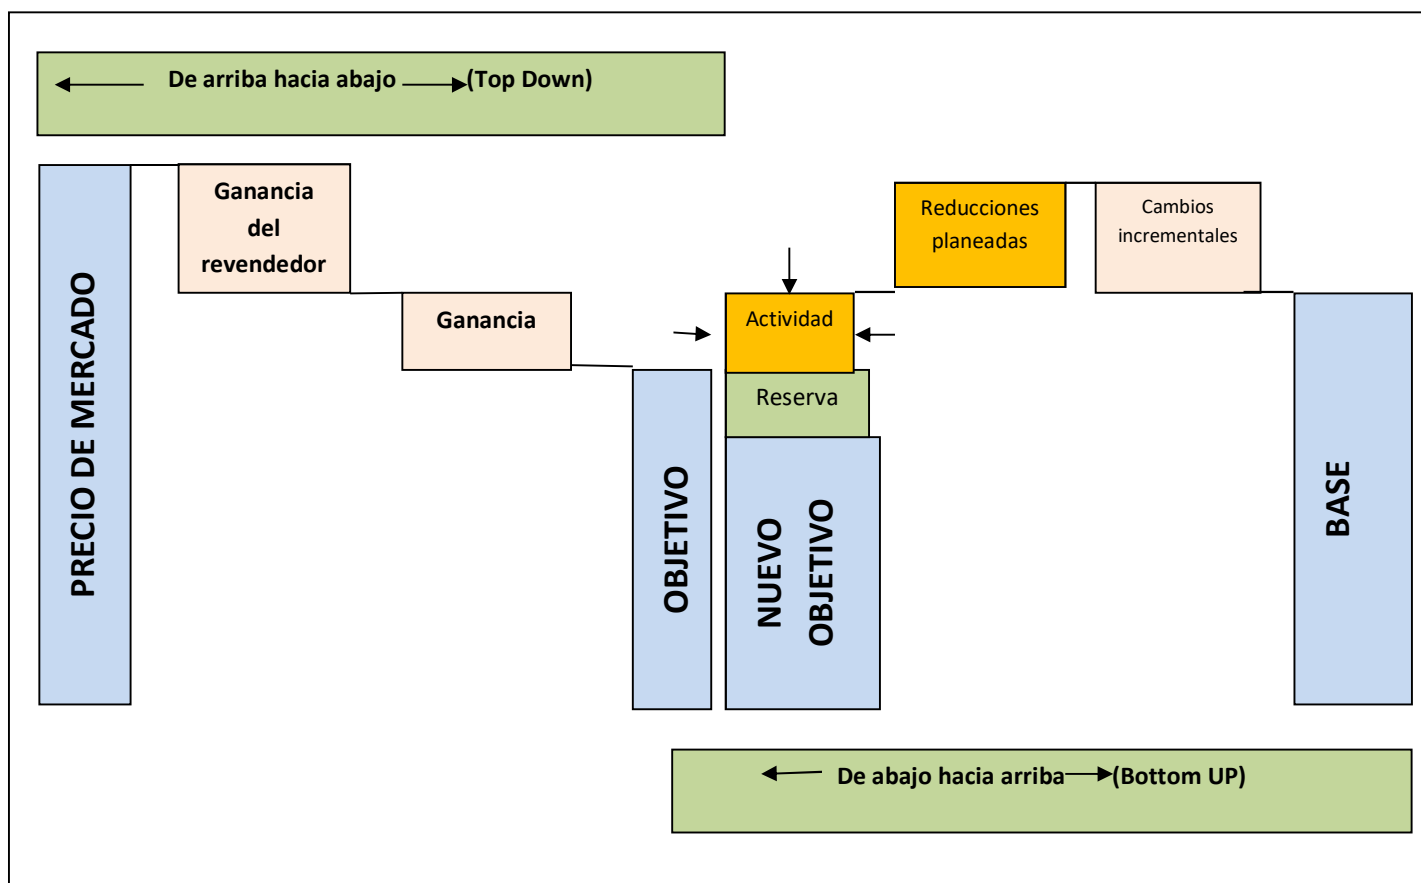 De arriba hacia abajo (Top Down)
PRECIO DE MERCADO
Ganancia
del
revendedor
Ganancia
OBJETIVO
Actividad
Reserva
NUEVO
OBJETIVO
Reducciones
planeadas
Cambios
incrementales
BASE
De abajo hacia arriba (Bottom UP)